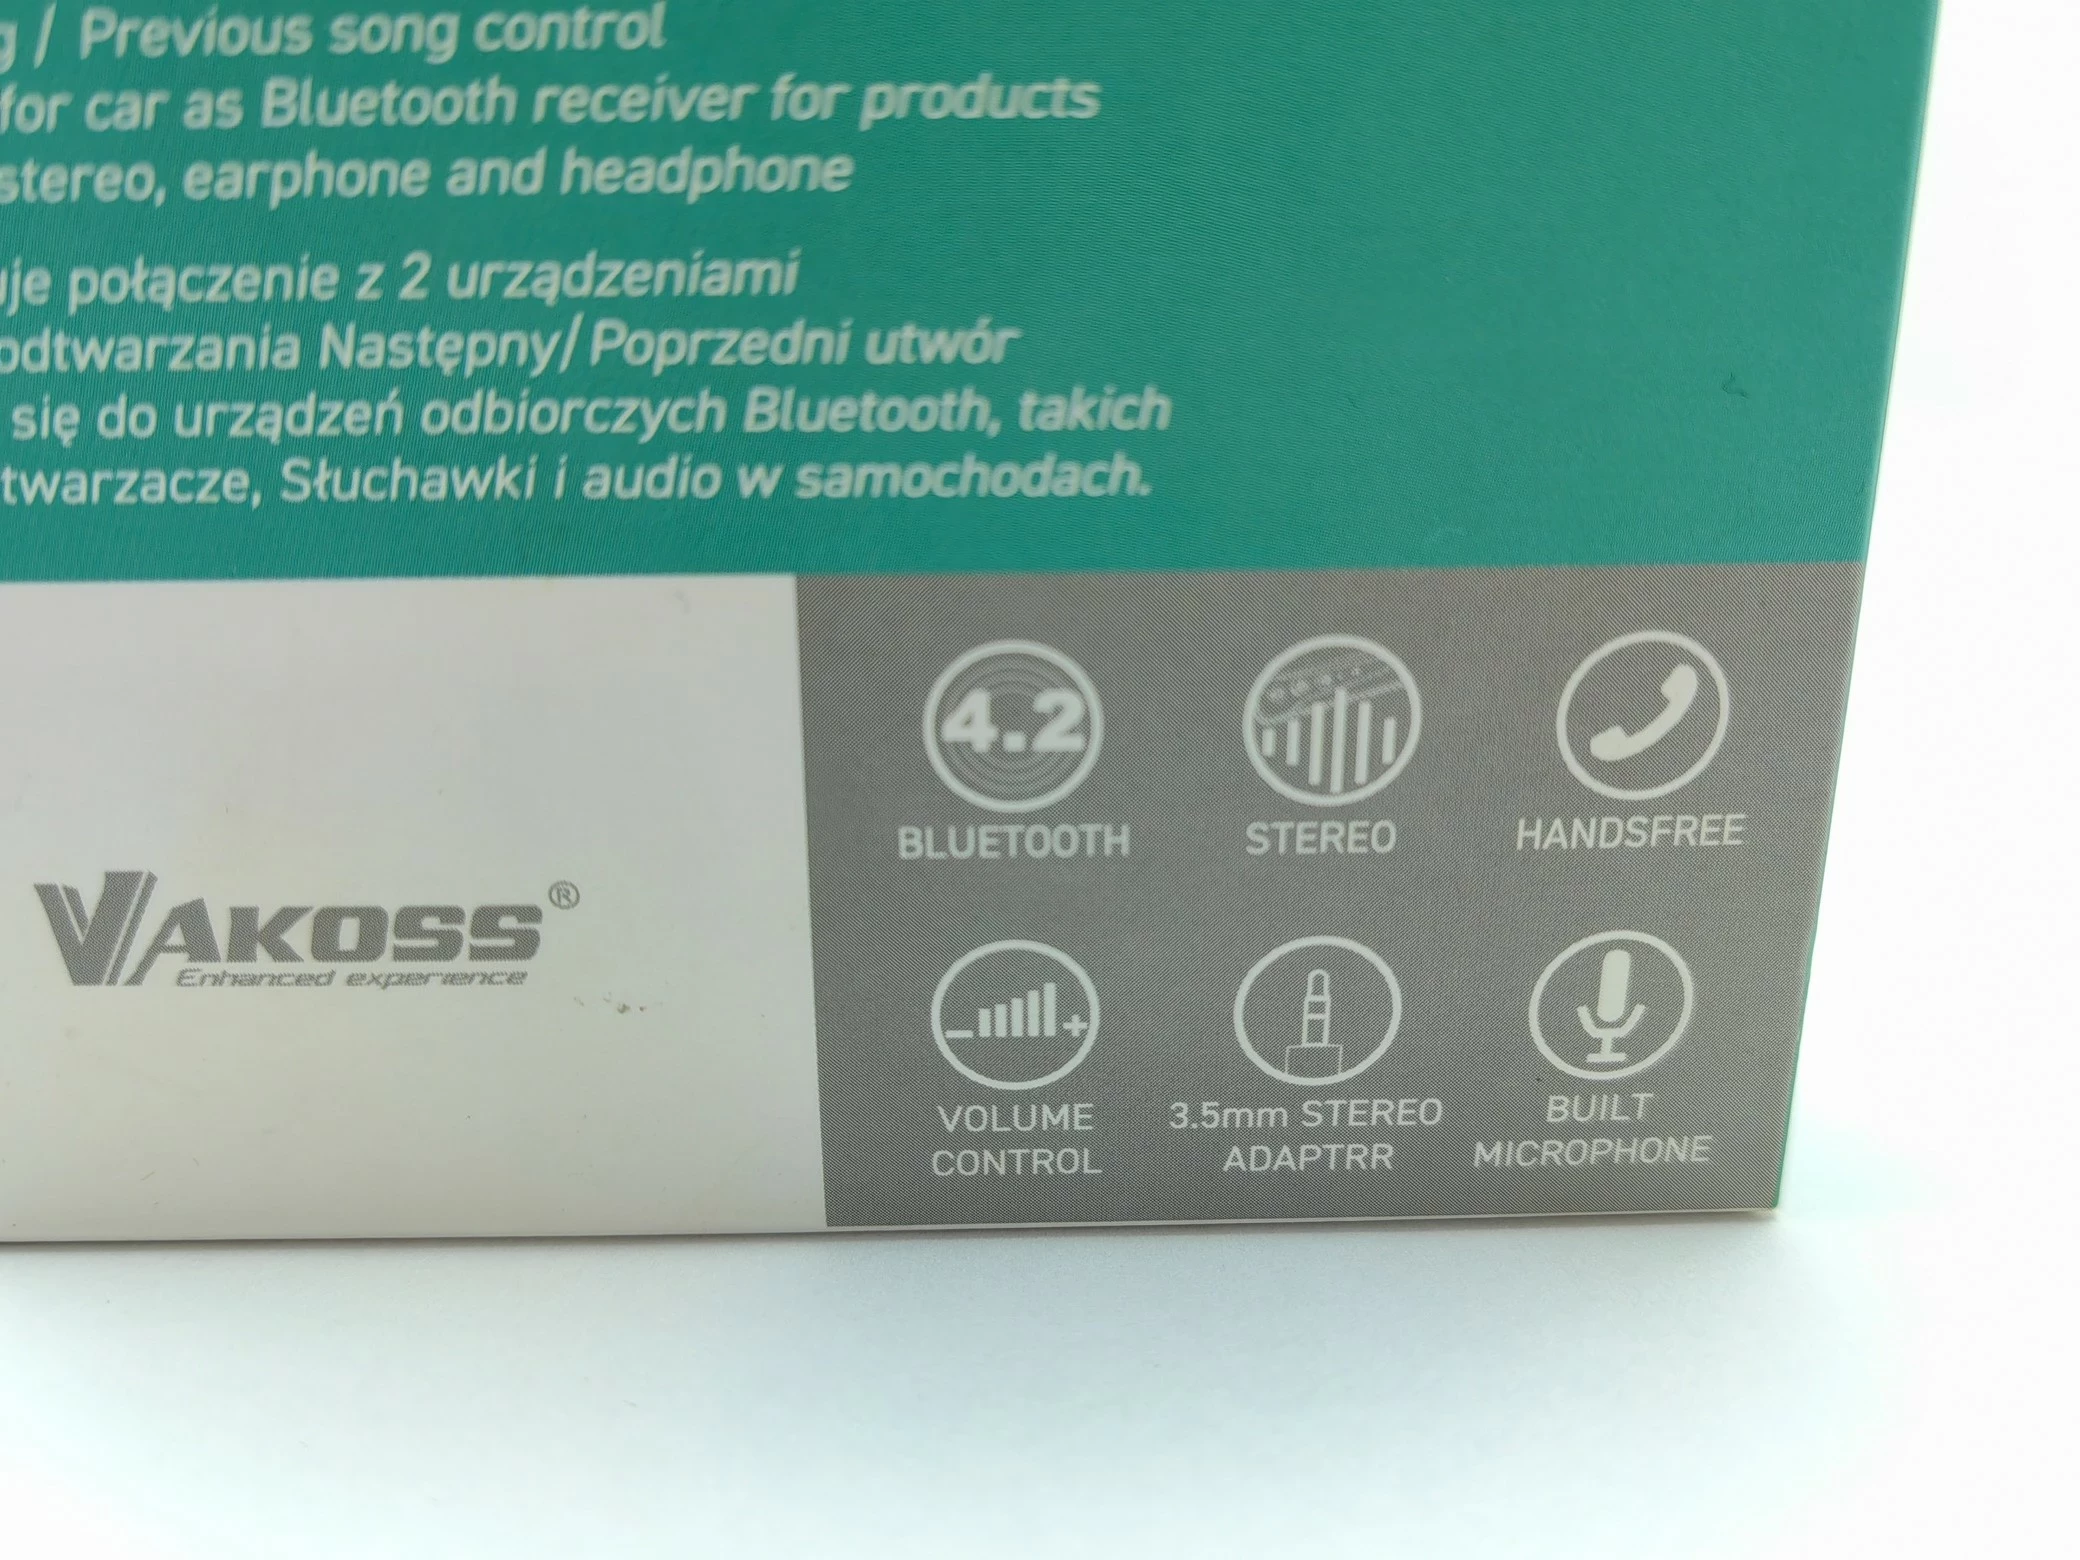 / Previous song control
for car as Bluetooth receiver for products
stereo, earphone and headphone
połączenie z 2 urządzeniami
odtwarzania Następny/Poprzedni utwór
się do urządzeń odbiorczych Bluetooth, takich
twarzacze, Słuchawki i audio w samochodach.
4.2
BLUETOOTH
STEREO
HANDSFREE
VAKOSS®
Enhanced experience
- +
VOLUME
CONTROL
3.5mm STEREO
ADAPTRR
BUILT
MICROPHONE